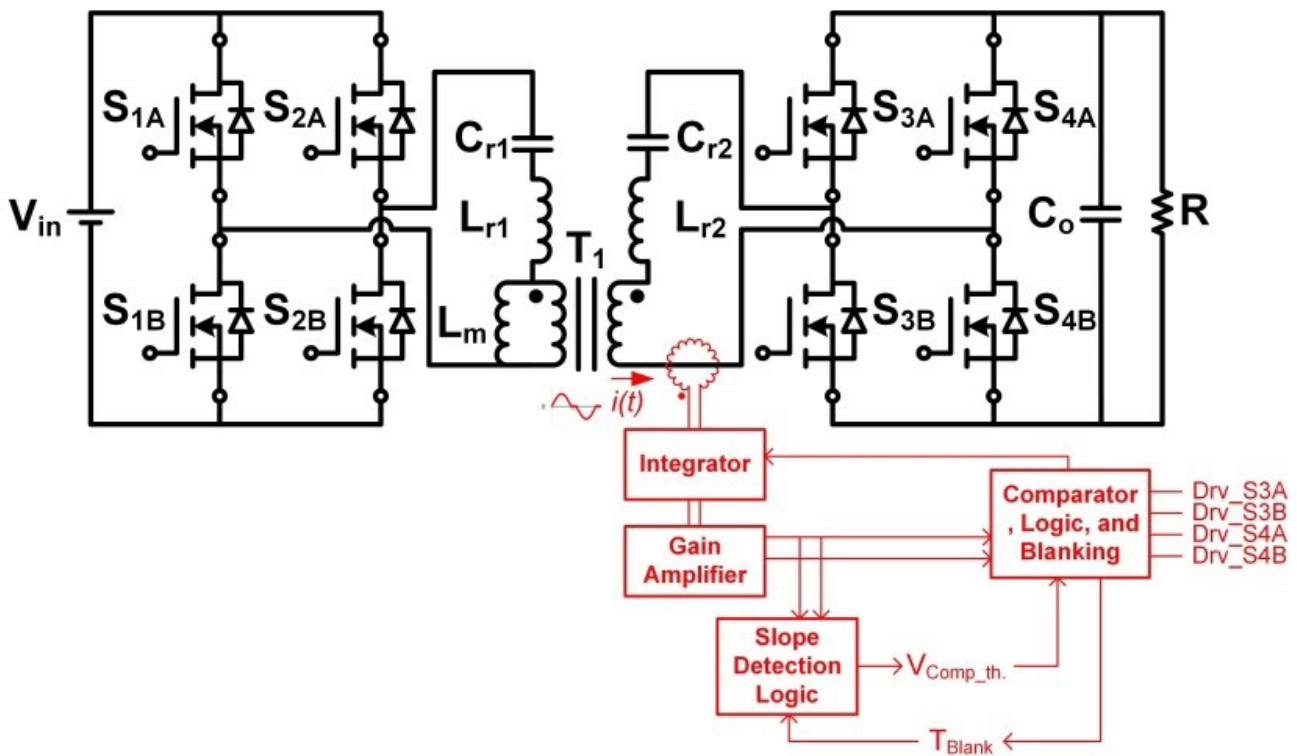 S1A
S2A
Cr1
Cr2
S3A
S4A
Vin
Lr1
T1
Lr2
Co
R
S1B
S2B
Lm
S3B
S4B
i(t)
Integrator
Gain
Amplifier
Comparator
, Logic, and
Blanking
Drv_S3A
Drv_S3B
Drv_S4A
Drv_S4B
Slope
Detection
Logic
VComp_th.
TBlank